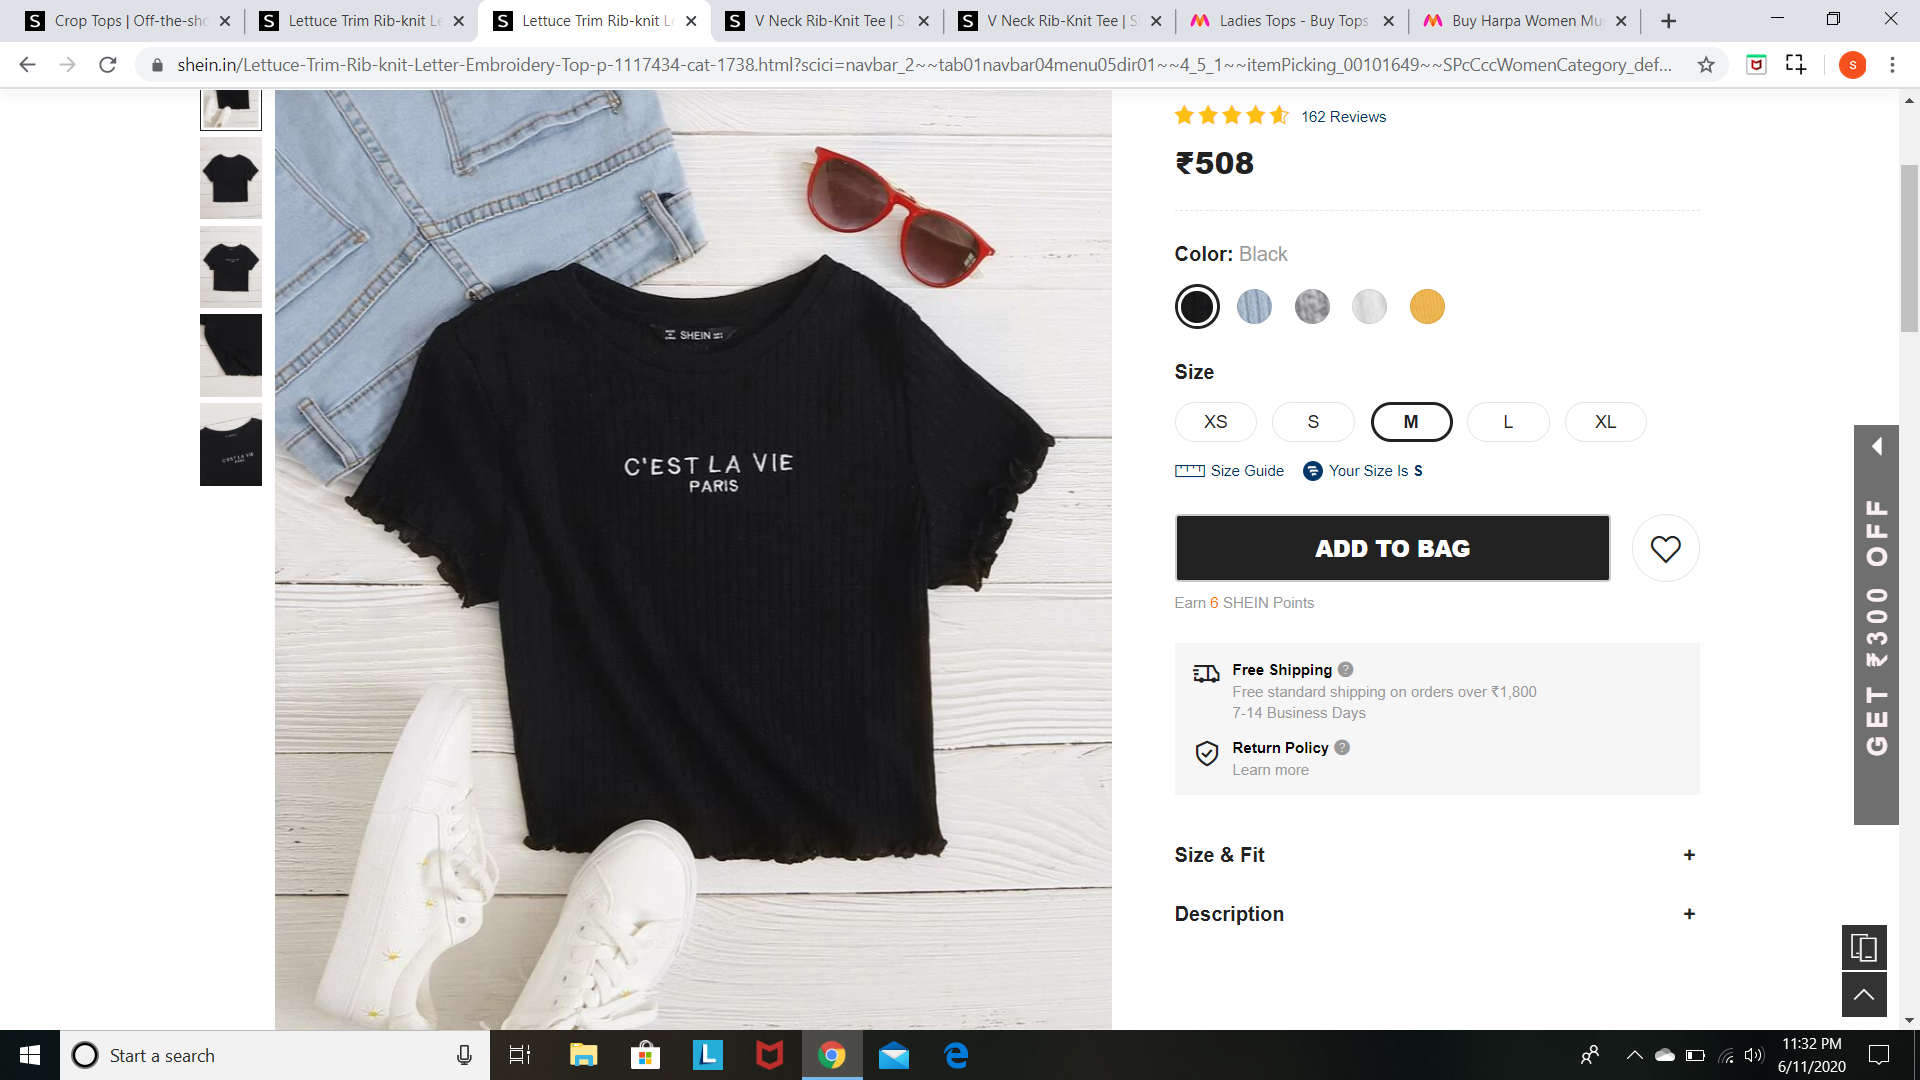 Crop Tops | Off-the-sho
Lettuce Trim Rib-knit Le
Lettuce Trim Rib-knit Le
V Neck Rib-Knit Tee | S
V Neck Rib-Knit Tee | S
Ladies Tops - Buy Tops
Buy Harpa Women Mu
shein.in/Lettuce-Trim-Rib-knit-Letter-Embroidery-Top-p-1117434-cat-1738.html?scici=navbar_2~~tab01navbar04menu05dir01~~4_5_1~~itemPicking_00101649~~SPcCccWomenCategory_def...
S
162 Reviews
₹508
Color: Black
Size
XS S M L XL
Size Guide
Your Size Is S
ADD TO BAG
Earn 6 SHEIN Points
Free Shipping ?
Free standard shipping on orders over ₹1,800
7-14 Business Days
Return Policy ?
Learn more
Size & Fit +
Description +
GET ₹300 OFF
SHEIN
C'EST LA VIE
PARIS
C'EST LA VIE
PARIS
Start a search
L
11:32 PM
6/11/2020